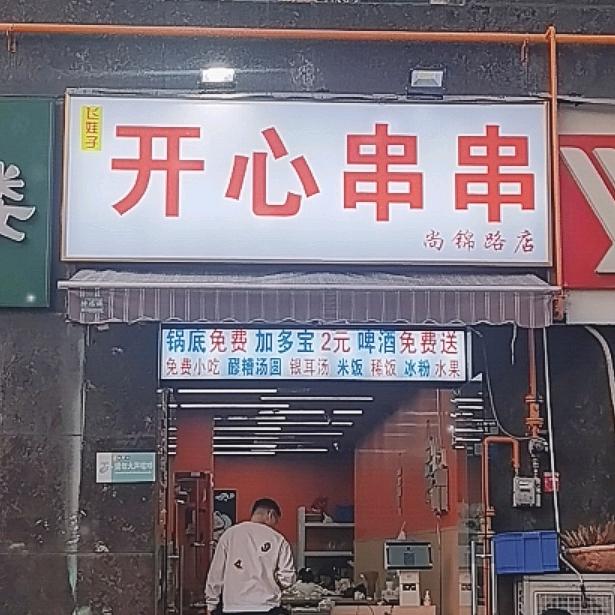 飞娃子
开心串串
尚锦路店
锅底免费 加多宝2元 啤酒免费送
免费小吃 醪糟汤圆 银耳汤 米饭 稀饭 冰粉 水果